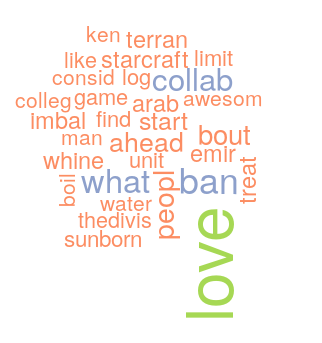 ken
terran
like starcraft limit
consid log collab
colleg game arab awesom
imbal find start
man ahead bout
whine unit emir
boil what ban treat
water peopl
thedivis
sunborn
love